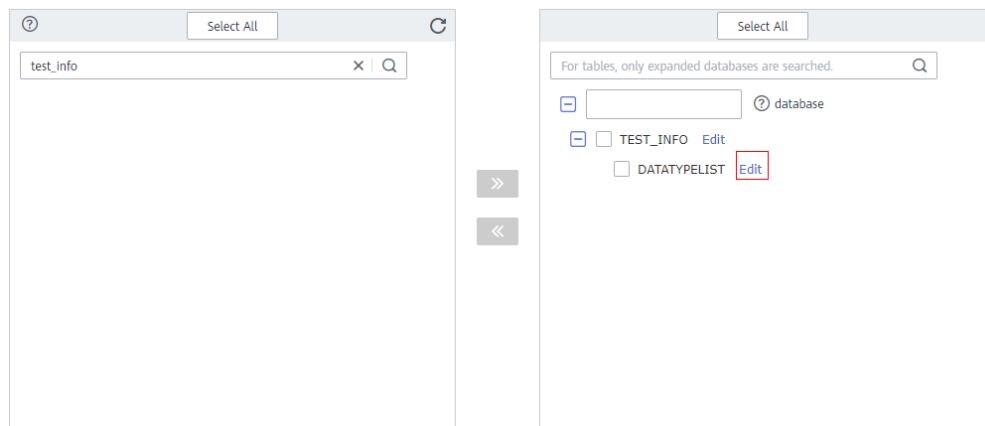 Select All
test_info
Select All
For tables, only expanded databases are searched.
database
TEST_INFO Edit
DATATYPELIST Edit